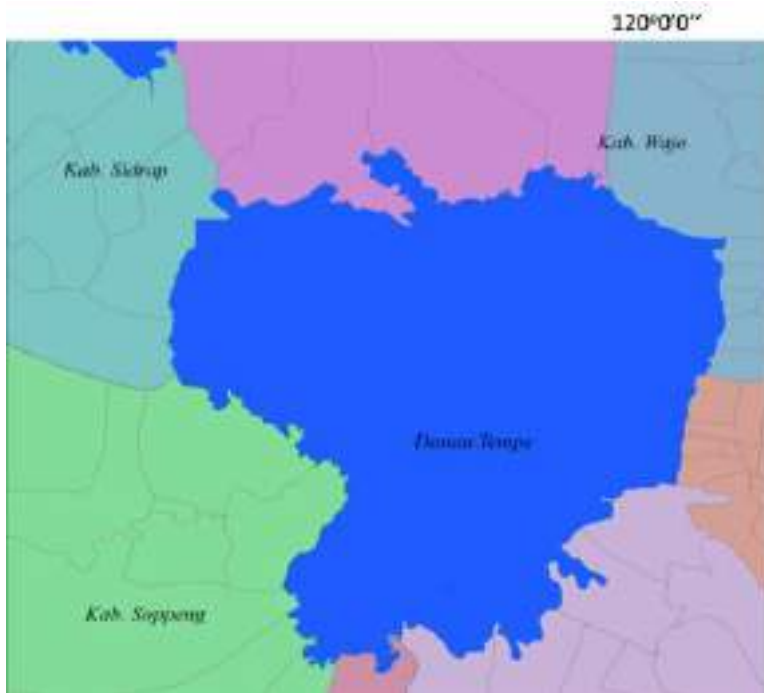 120°0'0"
Kab. Wajo
Kab. Sidrap
Danau Tempe
Kab. Soppeng